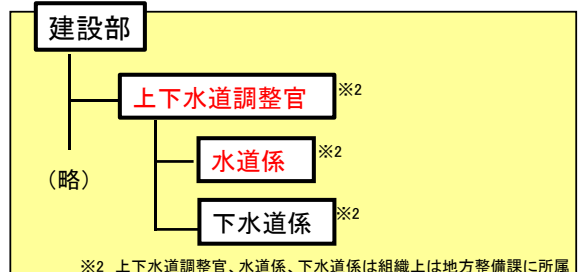 建設部
上下水道調整官 ※2
水道係 ※2
(略)
下水道係 ※2
※2 上下水道調整官、水道係、下水道係は組織上は地方整備課に所属